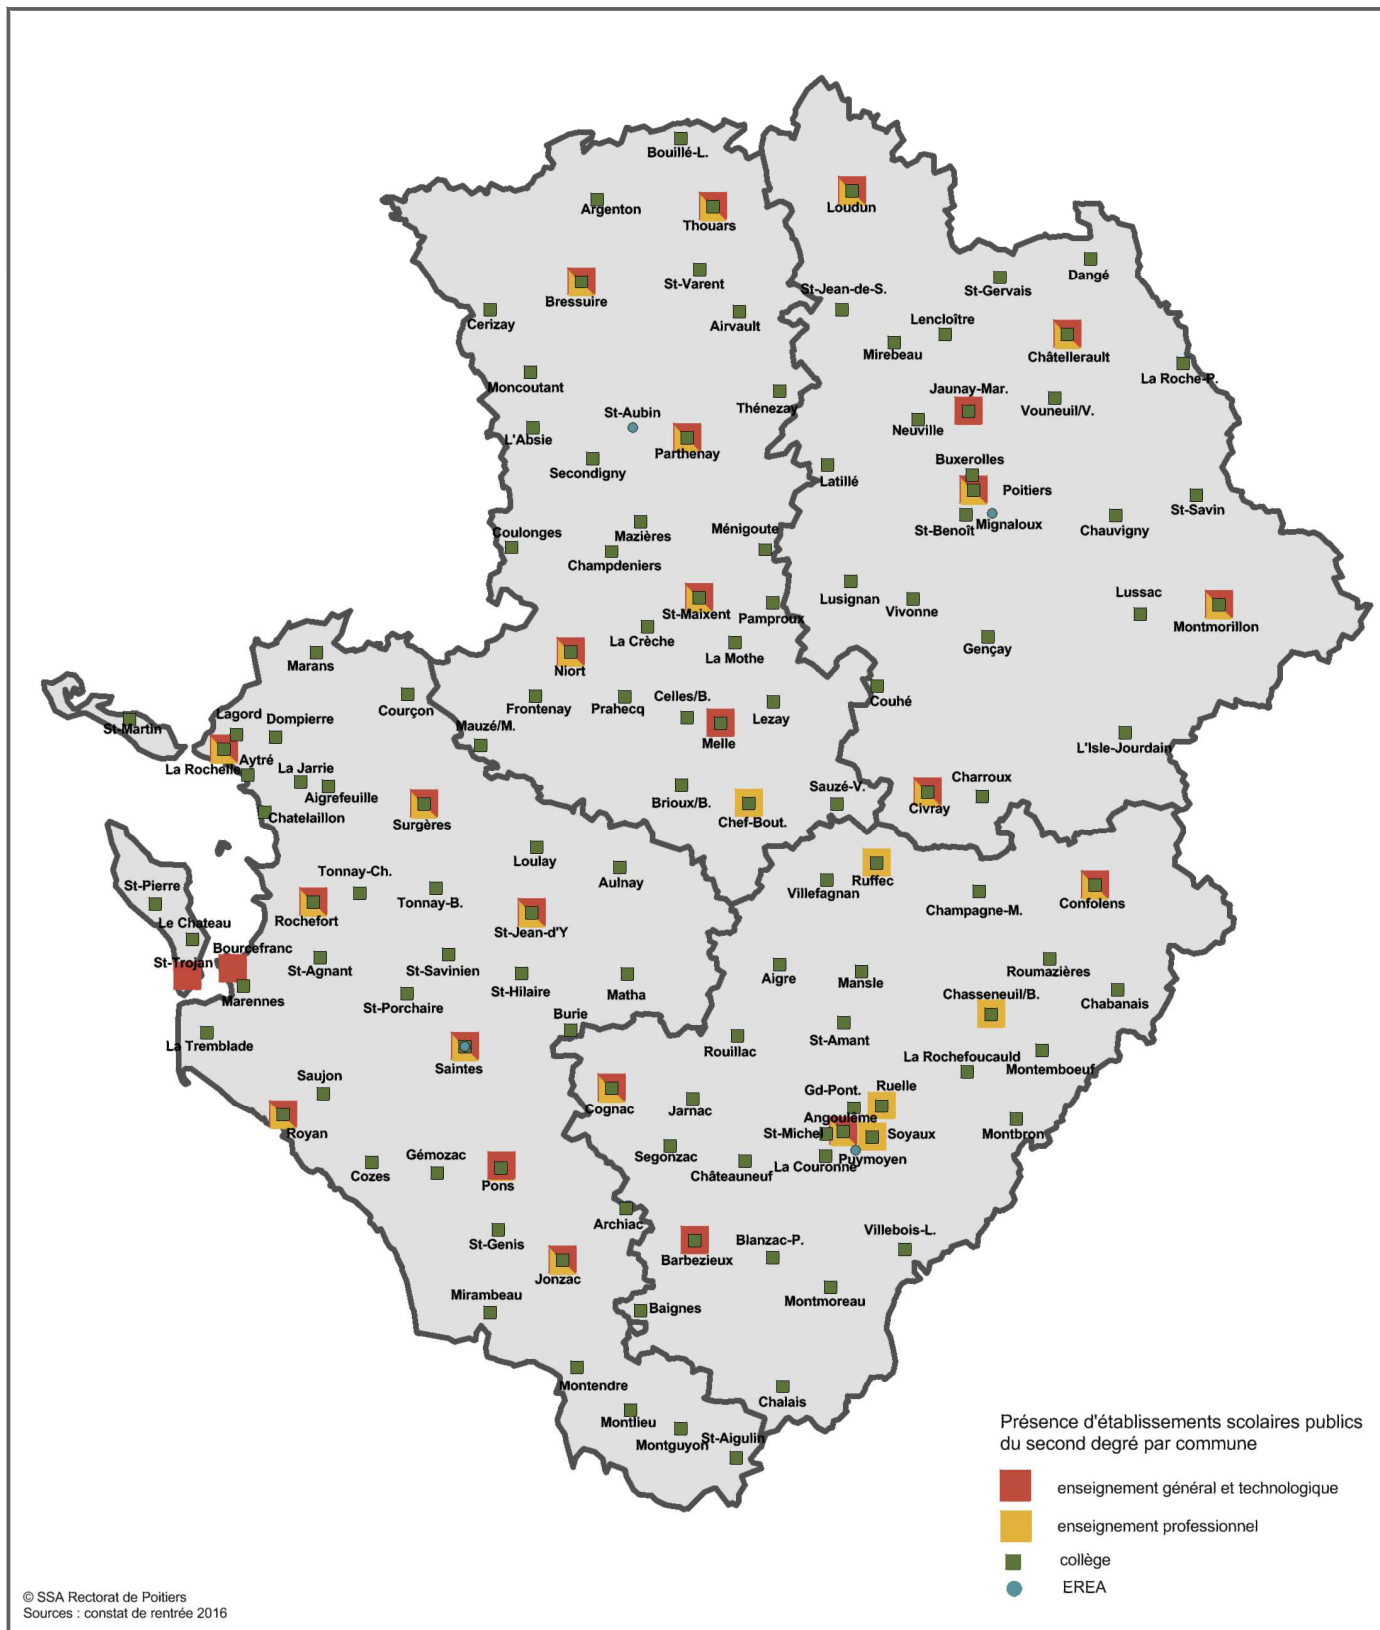 Bouillé-L.
Argenton
Thouars
Loudun
Bressuire
St-Varent
Cerizay
Airvault
St-Jean-de-S.
St-Gervais
Dangé
Lencloître
Mirebeau
Châtellerault
La Roche-P.
Moncoutant
Thénezay
Jaunay-Mar.
Vouneuil/V.
St-Aubin
L'Absie
Parthenay
Neuville
Secondigny
Buxerolles
Latillé
Poitiers
St-Savin
Mignaloux
St-Benoît
Chauvigny
Coulonges
Mazières
Ménigoute
Champdeniers
St-Maixent
Pamproux
Lusignan
Vivonne
Lussac
Montmorillon
La Crèche
La Mothe
Niort
Gençay
Marans
Courçon
Frontenay
Prahecq
Celles/B.
Lezay
Couhé
St-Martin
Lagord
Dompierre
Mauzé/M.
Melle
L'Isle-Jourdain
La Rochelle
Aytré
La Jarrie
Aigrefeuille
Chatelaillon
Surgères
Brioux/B.
Chef-Bout.
Sauzé-V.
Civray
Charroux
Loulay
Aulnay
Ruffec
Villefagnan
Champagne-M.
Confolens
St-Pierre
Tonnay-Ch.
Tonnay-B.
Le Chateau
Rochefort
St-Jean-d'Y
Bourcefranc
St-Trojan
St-Agnant
St-Savinien
St-Hilaire
Matha
Aigre
Mansle
Roumazières
Chasseneuil/B.
Chabanais
Marennes
St-Porchaire
Burie
La Tremblade
Saintes
Rouillac
St-Amant
La Rochefoucauld
Montemboeuf
Saujon
Cognac
Jarnac
Gd-Pont.
Ruelle
Angoulême
Royan
St-Michel
Soyaux
Montbron
Segonzac
Puymoyen
Cozes
Gémozac
Pons
Châteauneuf
La Couronne
Archiac
St-Genis
Barbezieux
Blanzac-P.
Villebois-L.
Jonzac
Mirambeau
Baignes
Montmoreau
Montendre
Chalais
Montlieu
Montguyon
St-Aigulin
Présence d'établissements scolaires publics
du second degré par commune
enseignement général et technologique
enseignement professionnel
collège
EREA
© SSA Rectorat de Poitiers
Sources : constat de rentrée 2016